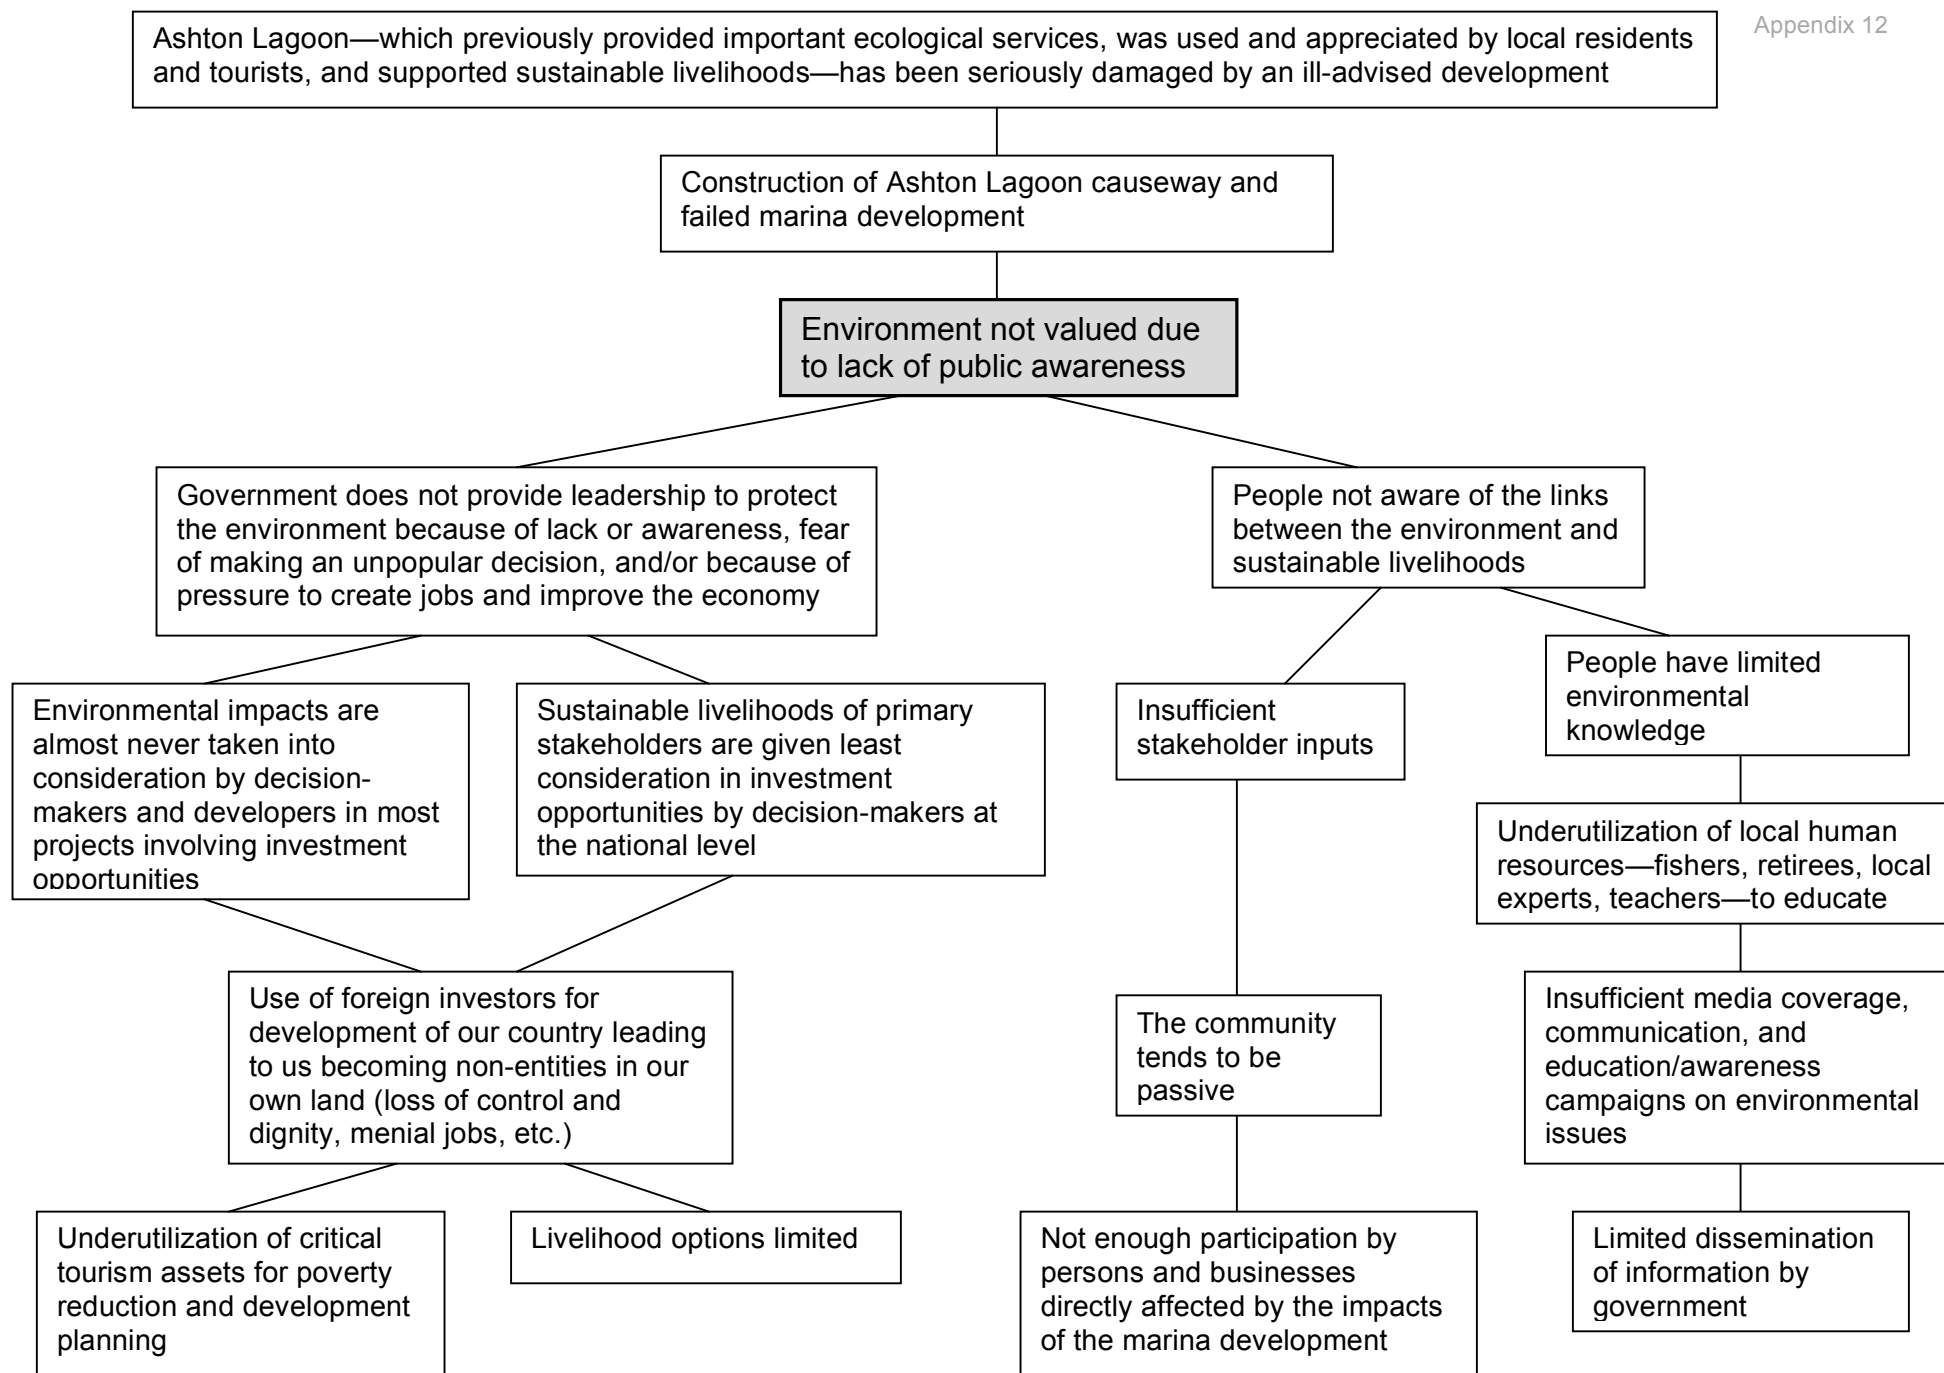 Appendix 12
Ashton Lagoon—which previously provided important ecological services, was used and appreciated by local residents
and tourists, and supported sustainable livelihoods—has been seriously damaged by an ill-advised development
Construction of Ashton Lagoon causeway and
failed marina development
Environment not valued due
to lack of public awareness
Government does not provide leadership to protect
the environment because of lack or awareness, fear
of making an unpopular decision, and/or because of
pressure to create jobs and improve the economy
People not aware of the links
between the environment and
sustainable livelihoods
Environmental impacts are
almost never taken into
consideration by decision-
makers and developers in most
projects involving investment
opportunities
Sustainable livelihoods of primary
stakeholders are given least
consideration in investment
opportunities by decision-makers at
the national level
Insufficient
stakeholder inputs
People have limited
environmental
knowledge
Underutilization of local human
resources—fishers, retirees, local
experts, teachers—to educate
Use of foreign investors for
development of our country leading
to us becoming non-entities in our
own land (loss of control and
dignity, menial jobs, etc.)
The community
tends to be
passive
Insufficient media coverage,
communication, and
education/awareness
campaigns on environmental
issues
Underutilization of critical
tourism assets for poverty
reduction and development
planning
Livelihood options limited
Not enough participation by
persons and businesses
directly affected by the impacts
of the marina development
Limited dissemination
of information by
government